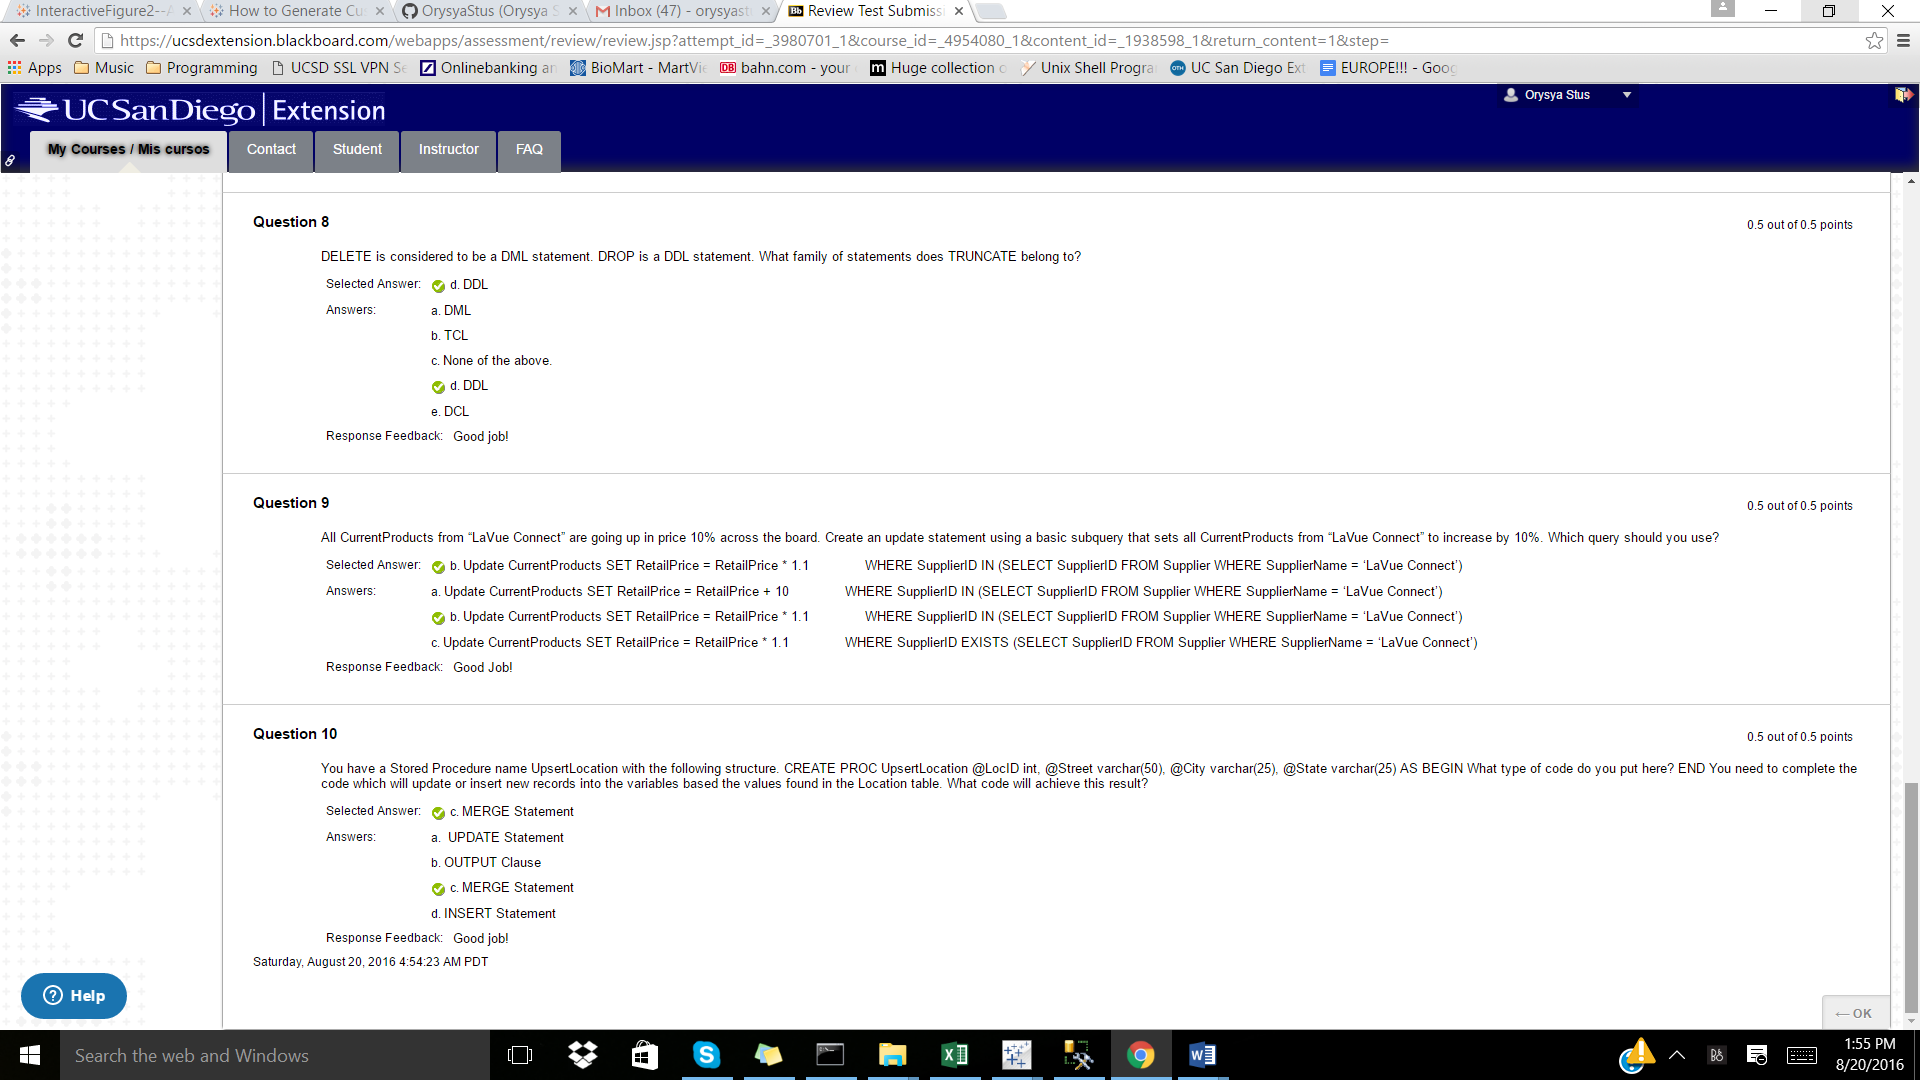 InteractiveFigure2--A
How to Generate Cus
OrysyaStus (Orysya S
Inbox (47) - orysyast
Bb Review Test Submiss
https://ucsdextension.blackboard.com/webapps/assessment/review/review.jsp?attempt_id=_3980701_1&course_id=_4954080_1&content_id=_1938598_1&return_content=1&step=
Apps Music Programming UCSD SSL VPN Se Onlinebanking an BioMart - MartVi DB bahn.com - your m Huge collection o Unix Shell Progra UC San Diego Ext EUROPE!!! - Goog
UC San Diego Extension
Orysya Stus
My Courses / Mis cursos Contact Student Instructor FAQ
Question 8
0.5 out of 0.5 points
DELETE is considered to be a DML statement. DROP is a DDL statement. What family of statements does TRUNCATE belong to?
Selected Answer: d. DDL
Answers: a. DML
b. TCL
c. None of the above.
d. DDL
e. DCL
Response Feedback: Good job!
Question 9
0.5 out of 0.5 points
All CurrentProducts from “LaVue Connect” are going up in price 10% across the board. Create an update statement using a basic subquery that sets all CurrentProducts from “LaVue Connect” to increase by 10%. Which query should you use?
Selected Answer: b. Update CurrentProducts SET RetailPrice = RetailPrice * 1.1 WHERE SupplierID IN (SELECT SupplierID FROM Supplier WHERE SupplierName = ‘LaVue Connect’)
Answers: a. Update CurrentProducts SET RetailPrice = RetailPrice + 10 WHERE SupplierID IN (SELECT SupplierID FROM Supplier WHERE SupplierName = ‘LaVue Connect’)
b. Update CurrentProducts SET RetailPrice = RetailPrice * 1.1 WHERE SupplierID IN (SELECT SupplierID FROM Supplier WHERE SupplierName = ‘LaVue Connect’)
c. Update CurrentProducts SET RetailPrice = RetailPrice * 1.1 WHERE SupplierID EXISTS (SELECT SupplierID FROM Supplier WHERE SupplierName = ‘LaVue Connect’)
Response Feedback: Good Job!
Question 10
0.5 out of 0.5 points
You have a Stored Procedure name UpsertLocation with the following structure. CREATE PROC UpsertLocation @LocID int, @Street varchar(50), @City varchar(25), @State varchar(25) AS BEGIN What type of code do you put here? END You need to complete the
code which will update or insert new records into the variables based the values found in the Location table. What code will achieve this result?
Selected Answer: c. MERGE Statement
Answers: a. UPDATE Statement
b. OUTPUT Clause
c. MERGE Statement
d. INSERT Statement
Response Feedback: Good job!
Saturday, August 20, 2016 4:54:23 AM PDT
Help
← OK
Search the web and Windows
1:55 PM
8/20/2016